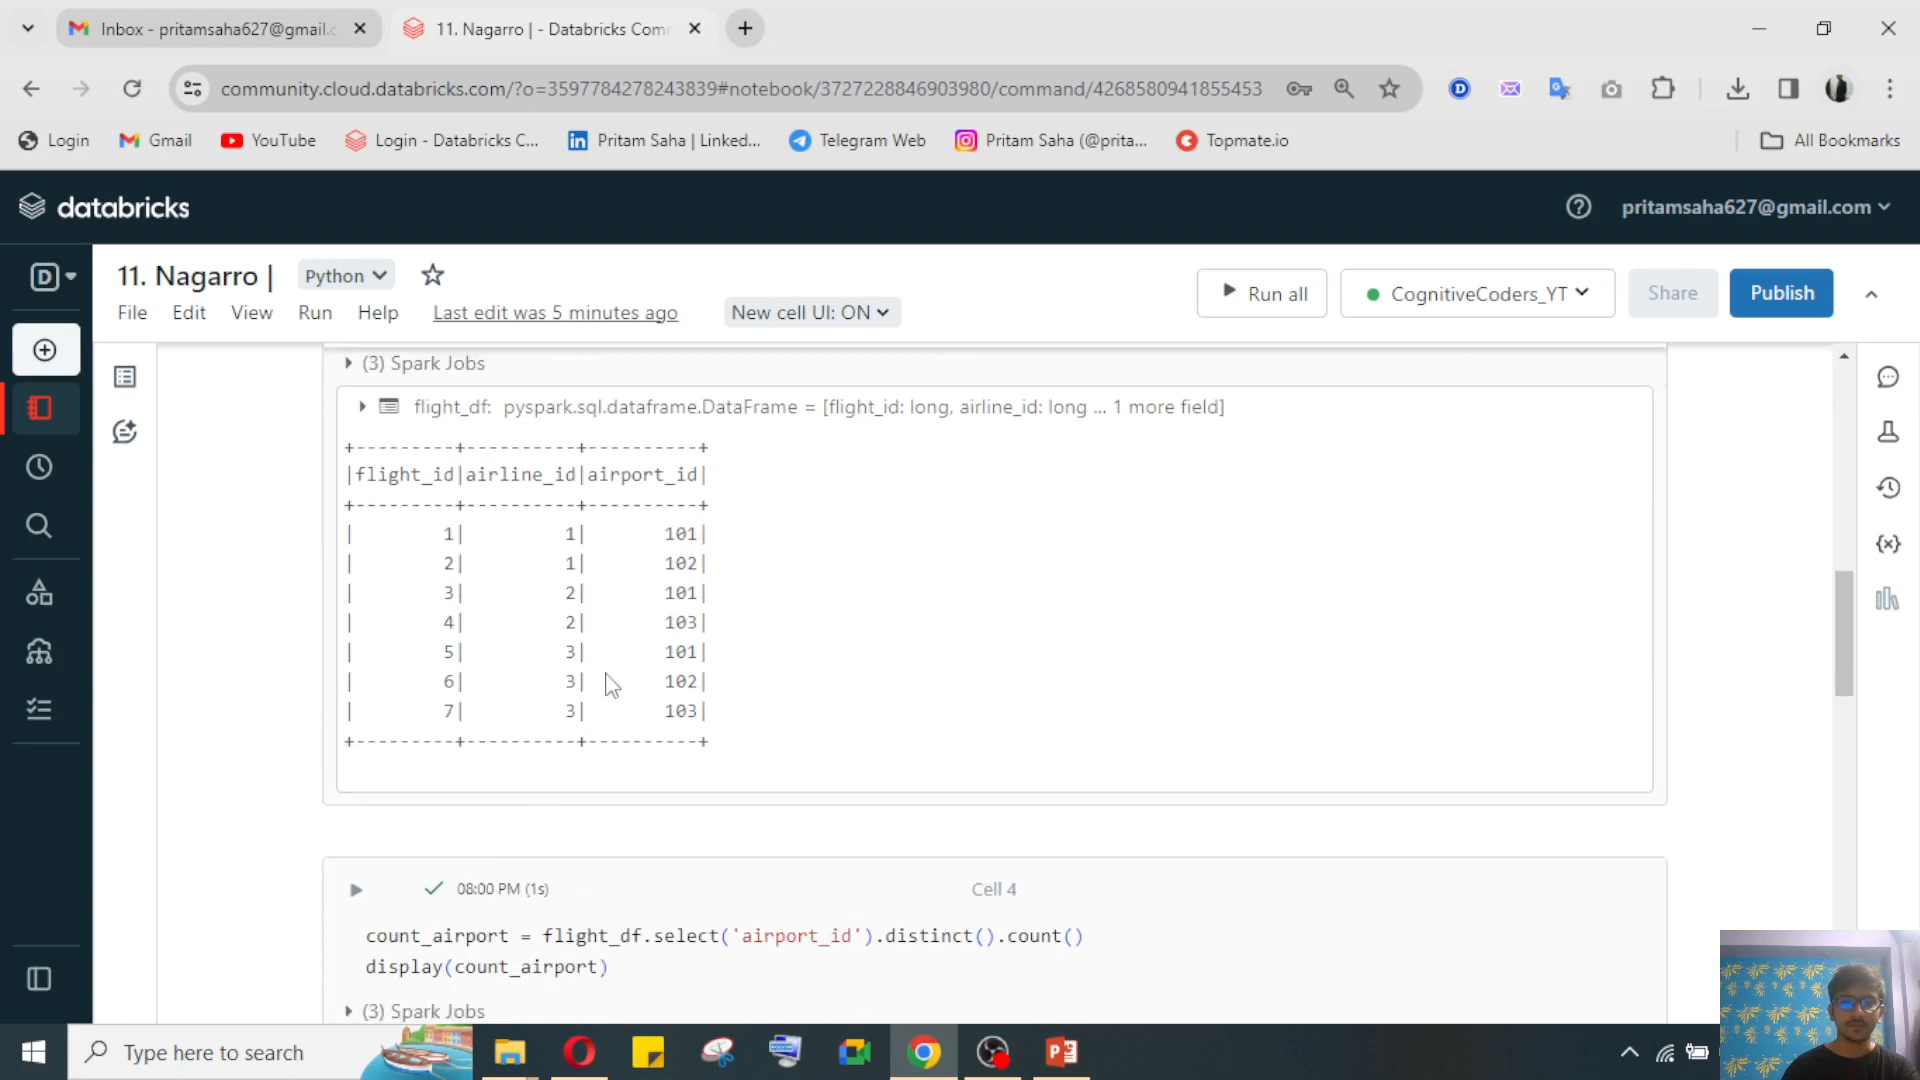 Inbox - pritamsaha627@gmail.c
11. Nagarro | - Databricks Com
community.cloud.databricks.com/?o=3597784278243839#notebook/3727228846903980/command/4268580941855453
Login
Gmail
YouTube
Login - Databricks C...
Pritam Saha | Linked...
Telegram Web
Pritam Saha (@prita...
Topmate.io
All Bookmarks
databricks
pritamsaha627@gmail.com
D
11. Nagarro |
Python
File Edit View Run Help Last edit was 5 minutes ago New cell UI: ON
Run all
CognitiveCoders_YT
Share
Publish
(3) Spark Jobs
flight_df: pyspark.sql.dataframe.DataFrame = [flight_id: long, airline_id: long ... 1 more field]
+---------+----------+----------+
|flight_id|airline_id|airport_id|
+---------+----------+----------+
|        1|         1|       101|
|        2|         1|       102|
|        3|         2|       101|
|        4|         2|       103|
|        5|         3|       101|
|        6|         3|       102|
|        7|         3|       103|
+---------+----------+----------+
08:00 PM (1s)
Cell 4
count_airport = flight_df.select('airport_id').distinct().count()
display(count_airport)
(3) Spark Jobs
Type here to search